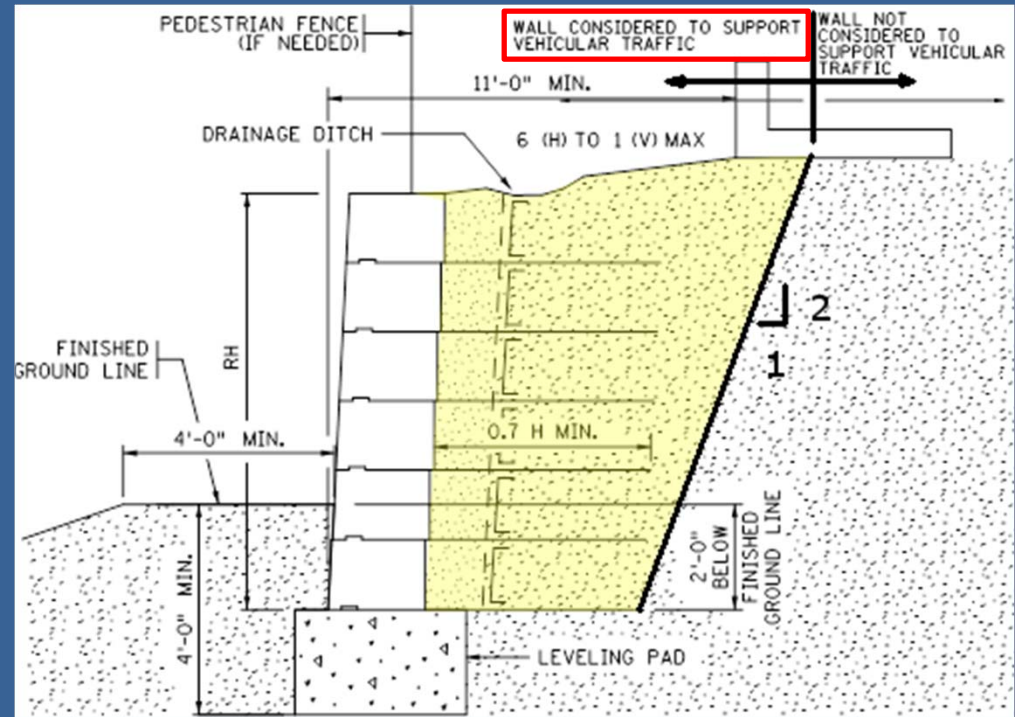 PEDESTRIAN FENCE
(IF NEEDED)
WALL CONSIDERED TO SUPPORT
VEHICULAR TRAFFIC
WALL NOT
CONSIDERED TO
SUPPORT VEHICULAR
TRAFFIC
11'-0" MIN.
DRAINAGE DITCH
6 (H) TO 1 (V) MAX
2
1
FINISHED
GROUND LINE
RH
4'-0" MIN.
0.7 H MIN.
2'-0"
BELOW
FINISHED
GROUND LINE
4'-0" MIN.
LEVELING PAD